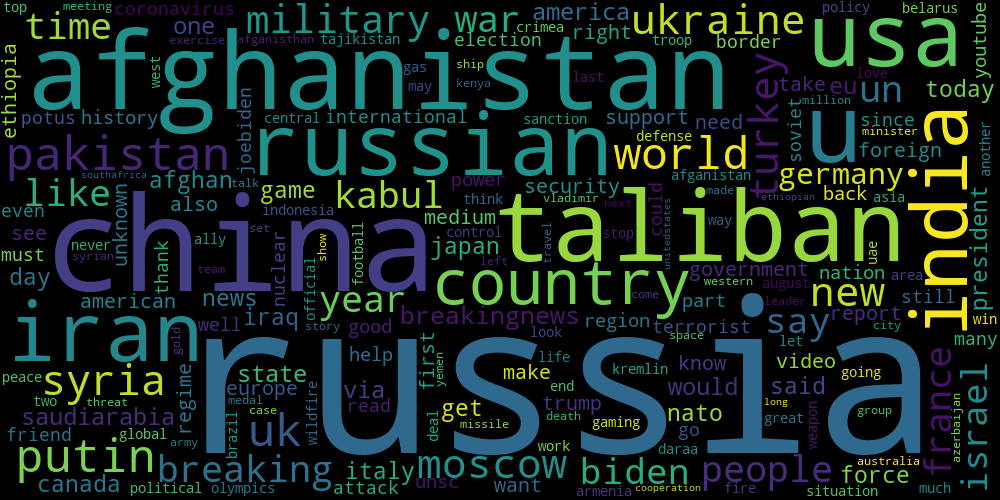 top meeting coronavirus one military war america ukraine policy belarus
time exercise afganisthan tajikistan crimea election right troop border usa youtube
ethiopia afghanistan west gas ship last love
may kenya take eu un today
potus history central international sanction support need since
joebiden russian defense world turkey soviet million minister foreign another
pakistan southafrica afghan talk power afganistan germany u india
like unknown also game kabul think security vladimir could made back asia
even indonesia medium travel next way president
see set control japan stop unitedstates ethiopian
must never syrian ally thank china nuclear show football taliban uae
day team official left country government nation area
american news year come western august still
iran well iraq good breakingnews region part leader new say report city win
gold story first look terrorist space let many
peace syria regime help life kremlin know video going
state europe via yemen make end would said france israel
two threat medal read deal get trump nato long great group
saudiarabia case wildfire missile death gaming go weapon azerbaijan
friend global brazil uk work daraa
putin army italy unsc moscow biden people force australia
canada political breaking olympics attack want armenia cooperation fire situation much
russia